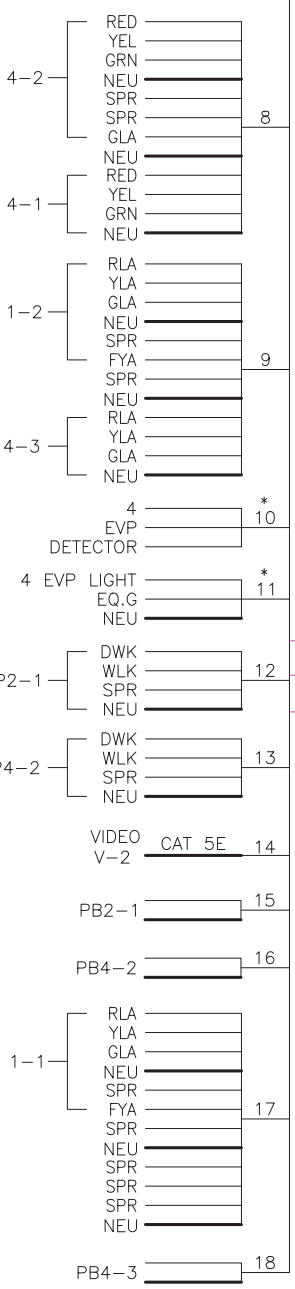 RED
YEL
GRN
4-2 NEU
SPR
SPR 8
GLA
NEU
RED
4-1 YEL
GRN
NEU
RLA
YLA
GLA
1-2 NEU
SPR
FYA 9
SPR
NEU
RLA
4-3 YLA
GLA
NEU
4 *
EVP 10
DETECTOR
4 EVP LIGHT *
EQ.G 11
NEU
DWK
P2-1 WLK 12
SPR
NEU
DWK
P4-2 WLK 13
SPR
NEU
VIDEO CAT 5E 14
V-2
PB2-1 15
PB4-2 16
RLA
YLA
GLA
1-1 NEU
SPR
FYA 17
SPR
NEU
SPR
SPR
SPR
NEU
PB4-3 18